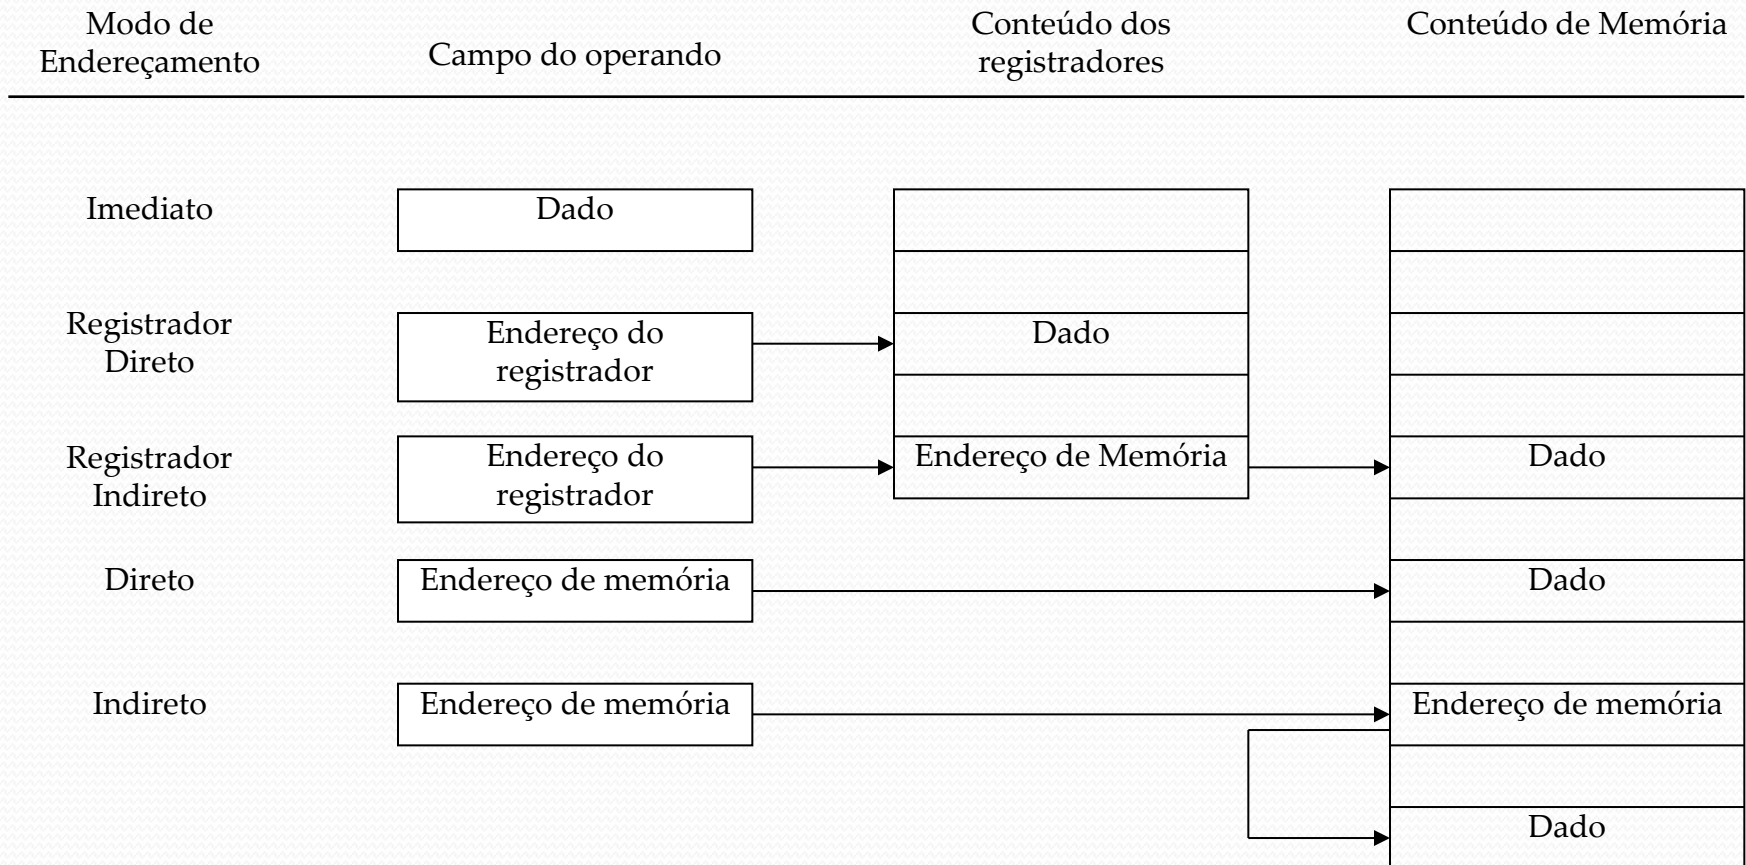 Modo de
Endereçamento
Campo do operando
Conteúdo dos
registradores
Conteúdo de Memória
Imediato
Dado
Registrador
Direto
Endereço do
registrador
Dado
Registrador
Indireto
Endereço do
registrador
Endereço de Memória
Dado
Direto
Endereço de memória
Dado
Indireto
Endereço de memória
Endereço de memória
Dado